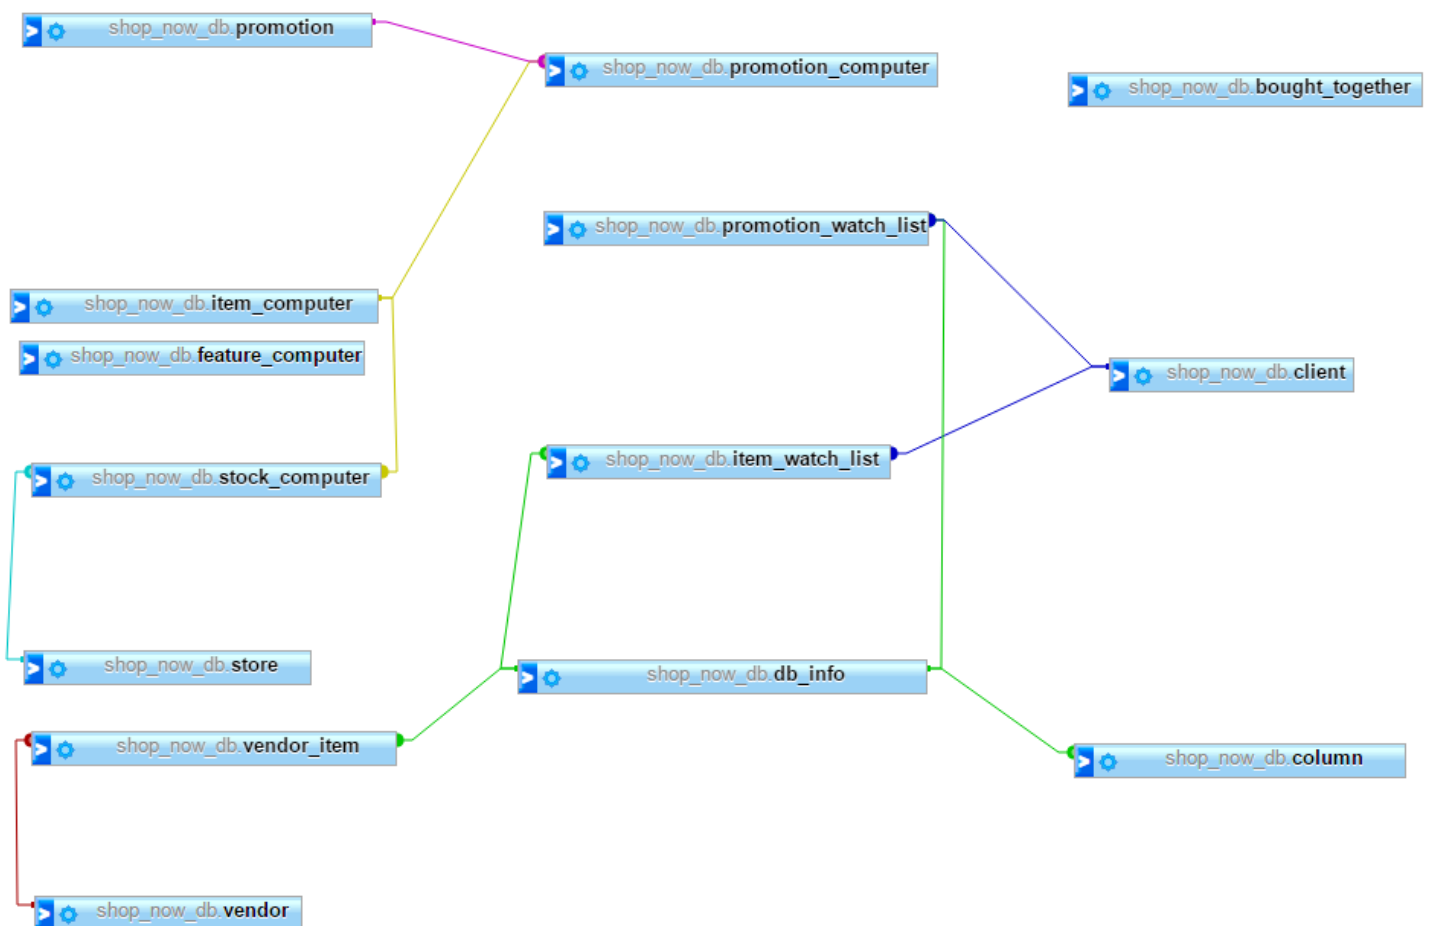 shop_now_db.promotion
shop_now_db.promotion_computer
shop_now_db.bought_together
shop_now_db.promotion_watch_list
shop_now_db.item_computer
shop_now_db.feature_computer
shop_now_db.client
shop_now_db.item_watch_list
shop_now_db.stock_computer
shop_now_db.store
shop_now_db.db_info
shop_now_db.vendor_item
shop_now_db.column
shop_now_db.vendor